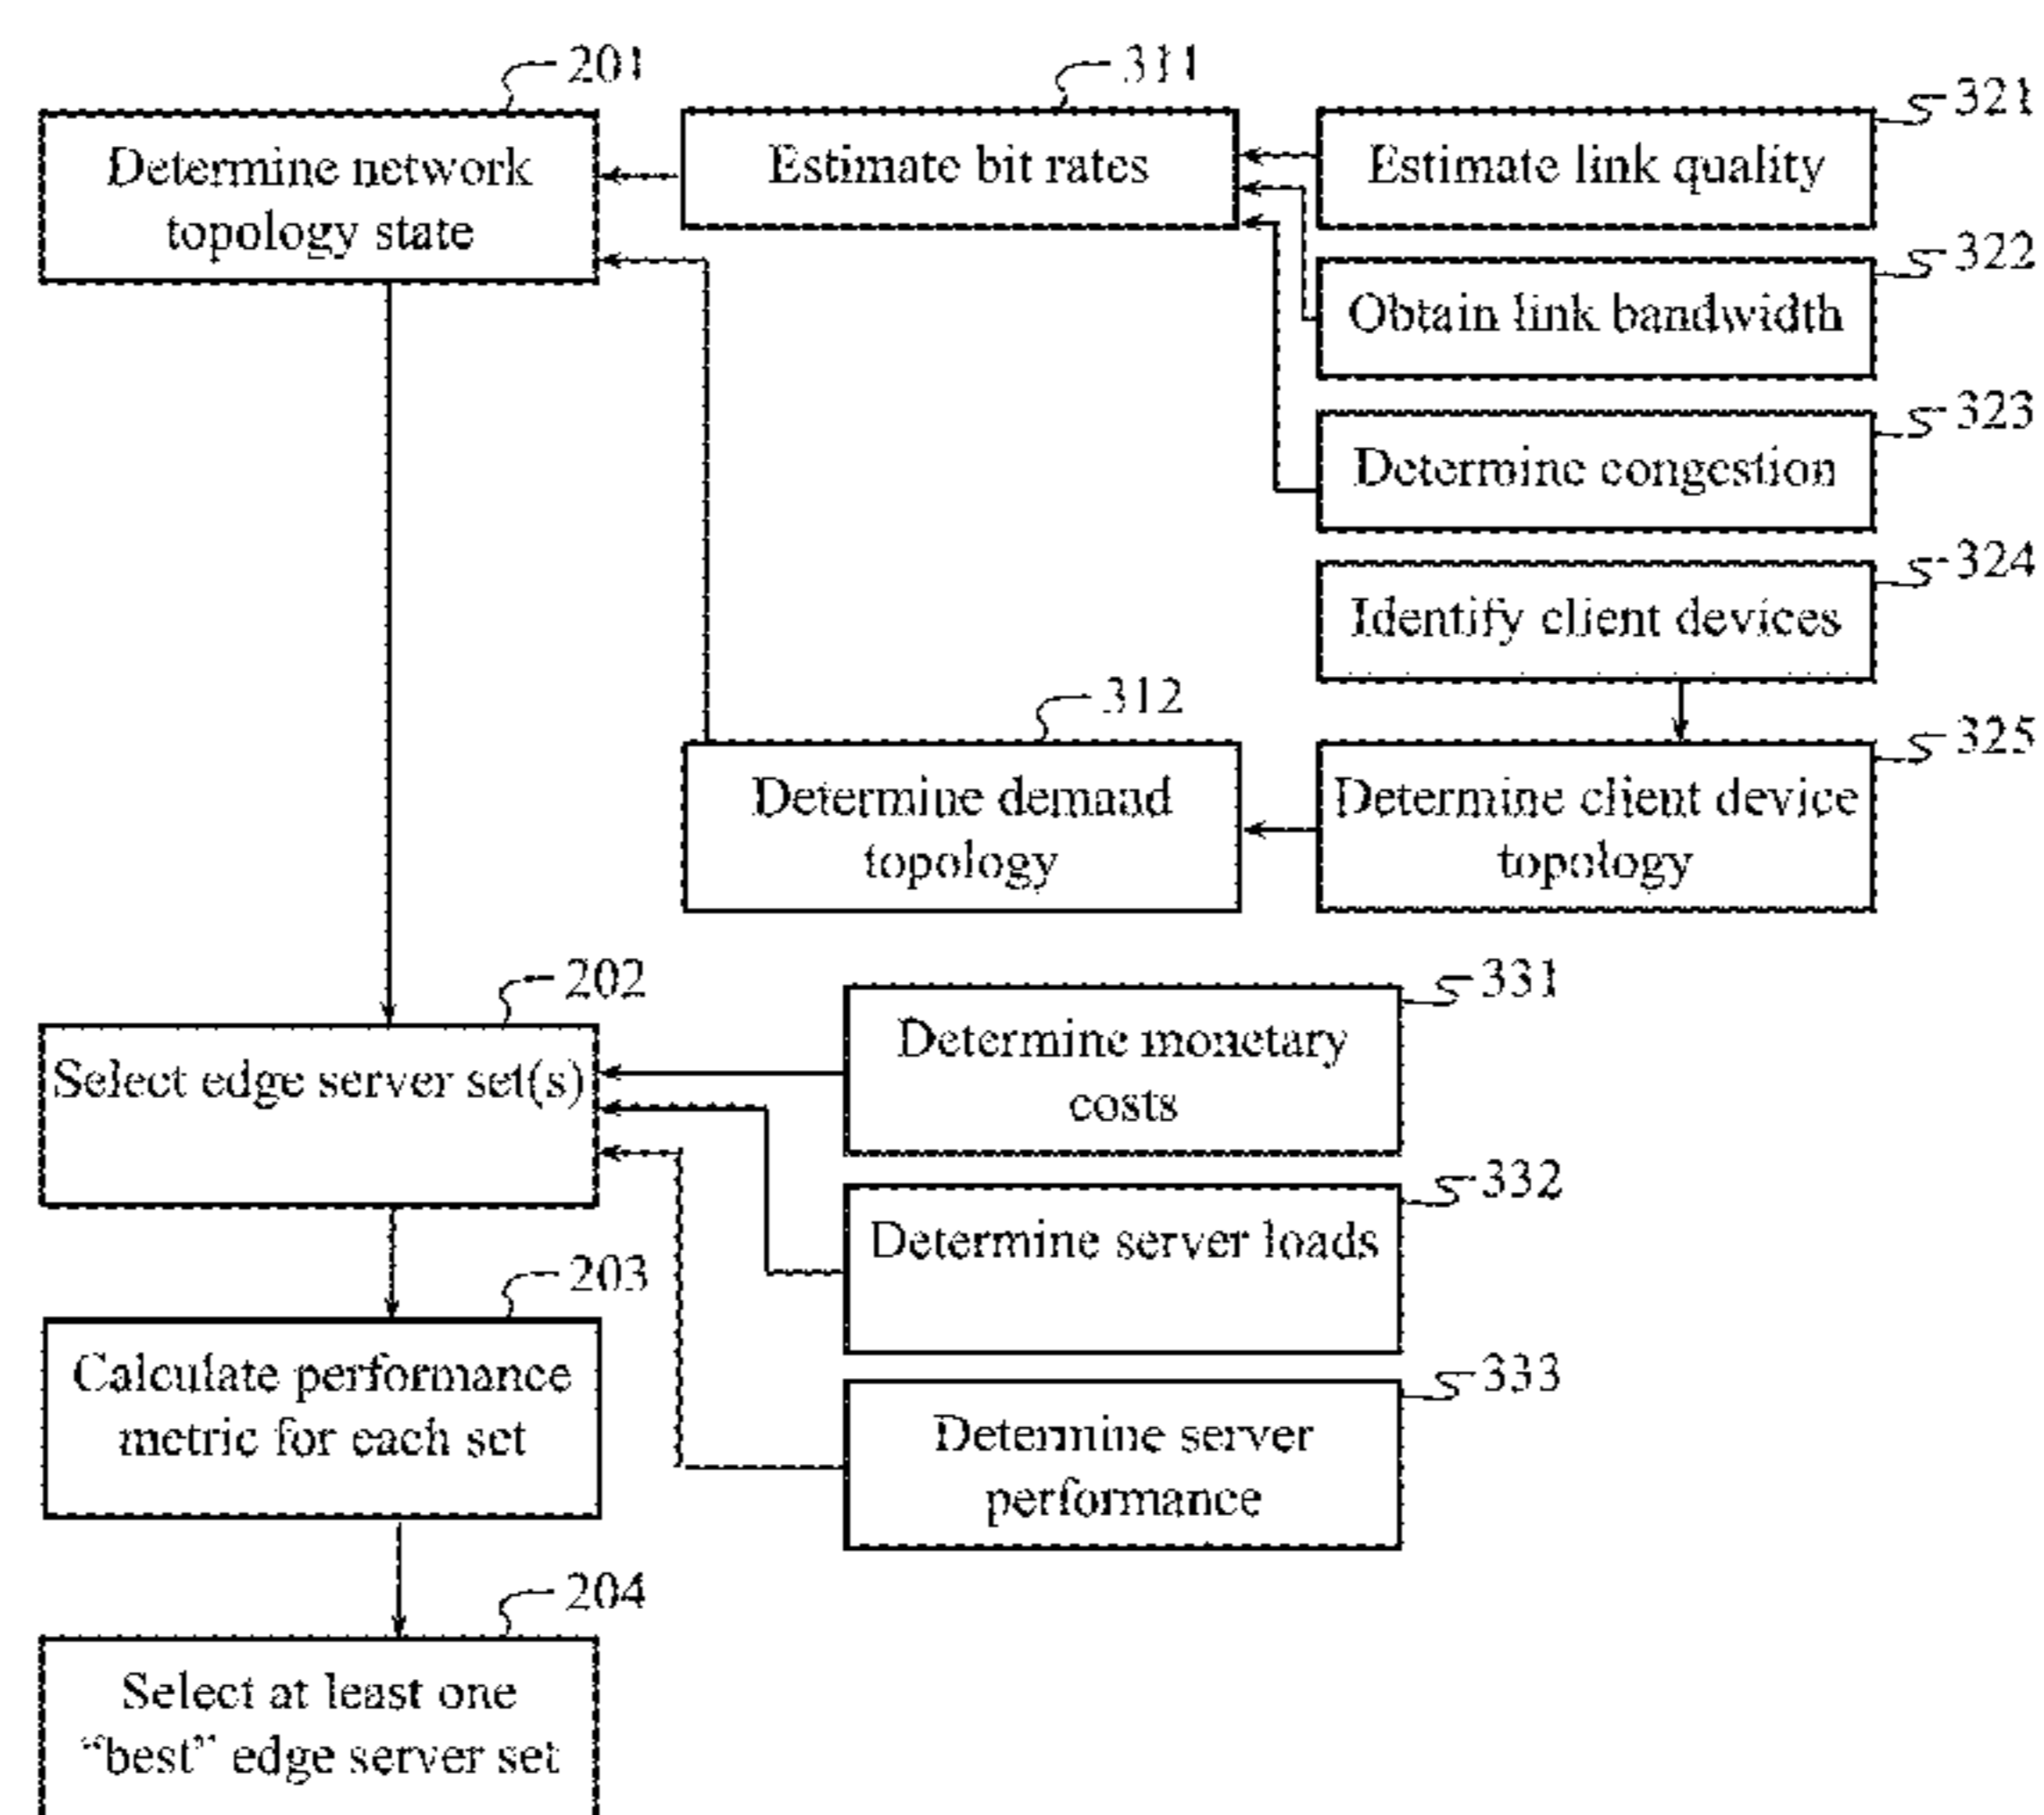 201
Determine network
topology state
311
Estimate bit rates
321
Estimate link quality
322
Obtain link bandwidth
323
Determine congestion
324
Identify client devices
312
Determine demand
topology
325
Determine client device
topology
202
Select edge server set(s)
331
Determine monetary
costs
332
Determine server loads
203
Calculate performance
metric for each set
333
Determine server
performance
204
Select at least one
“best” edge server set